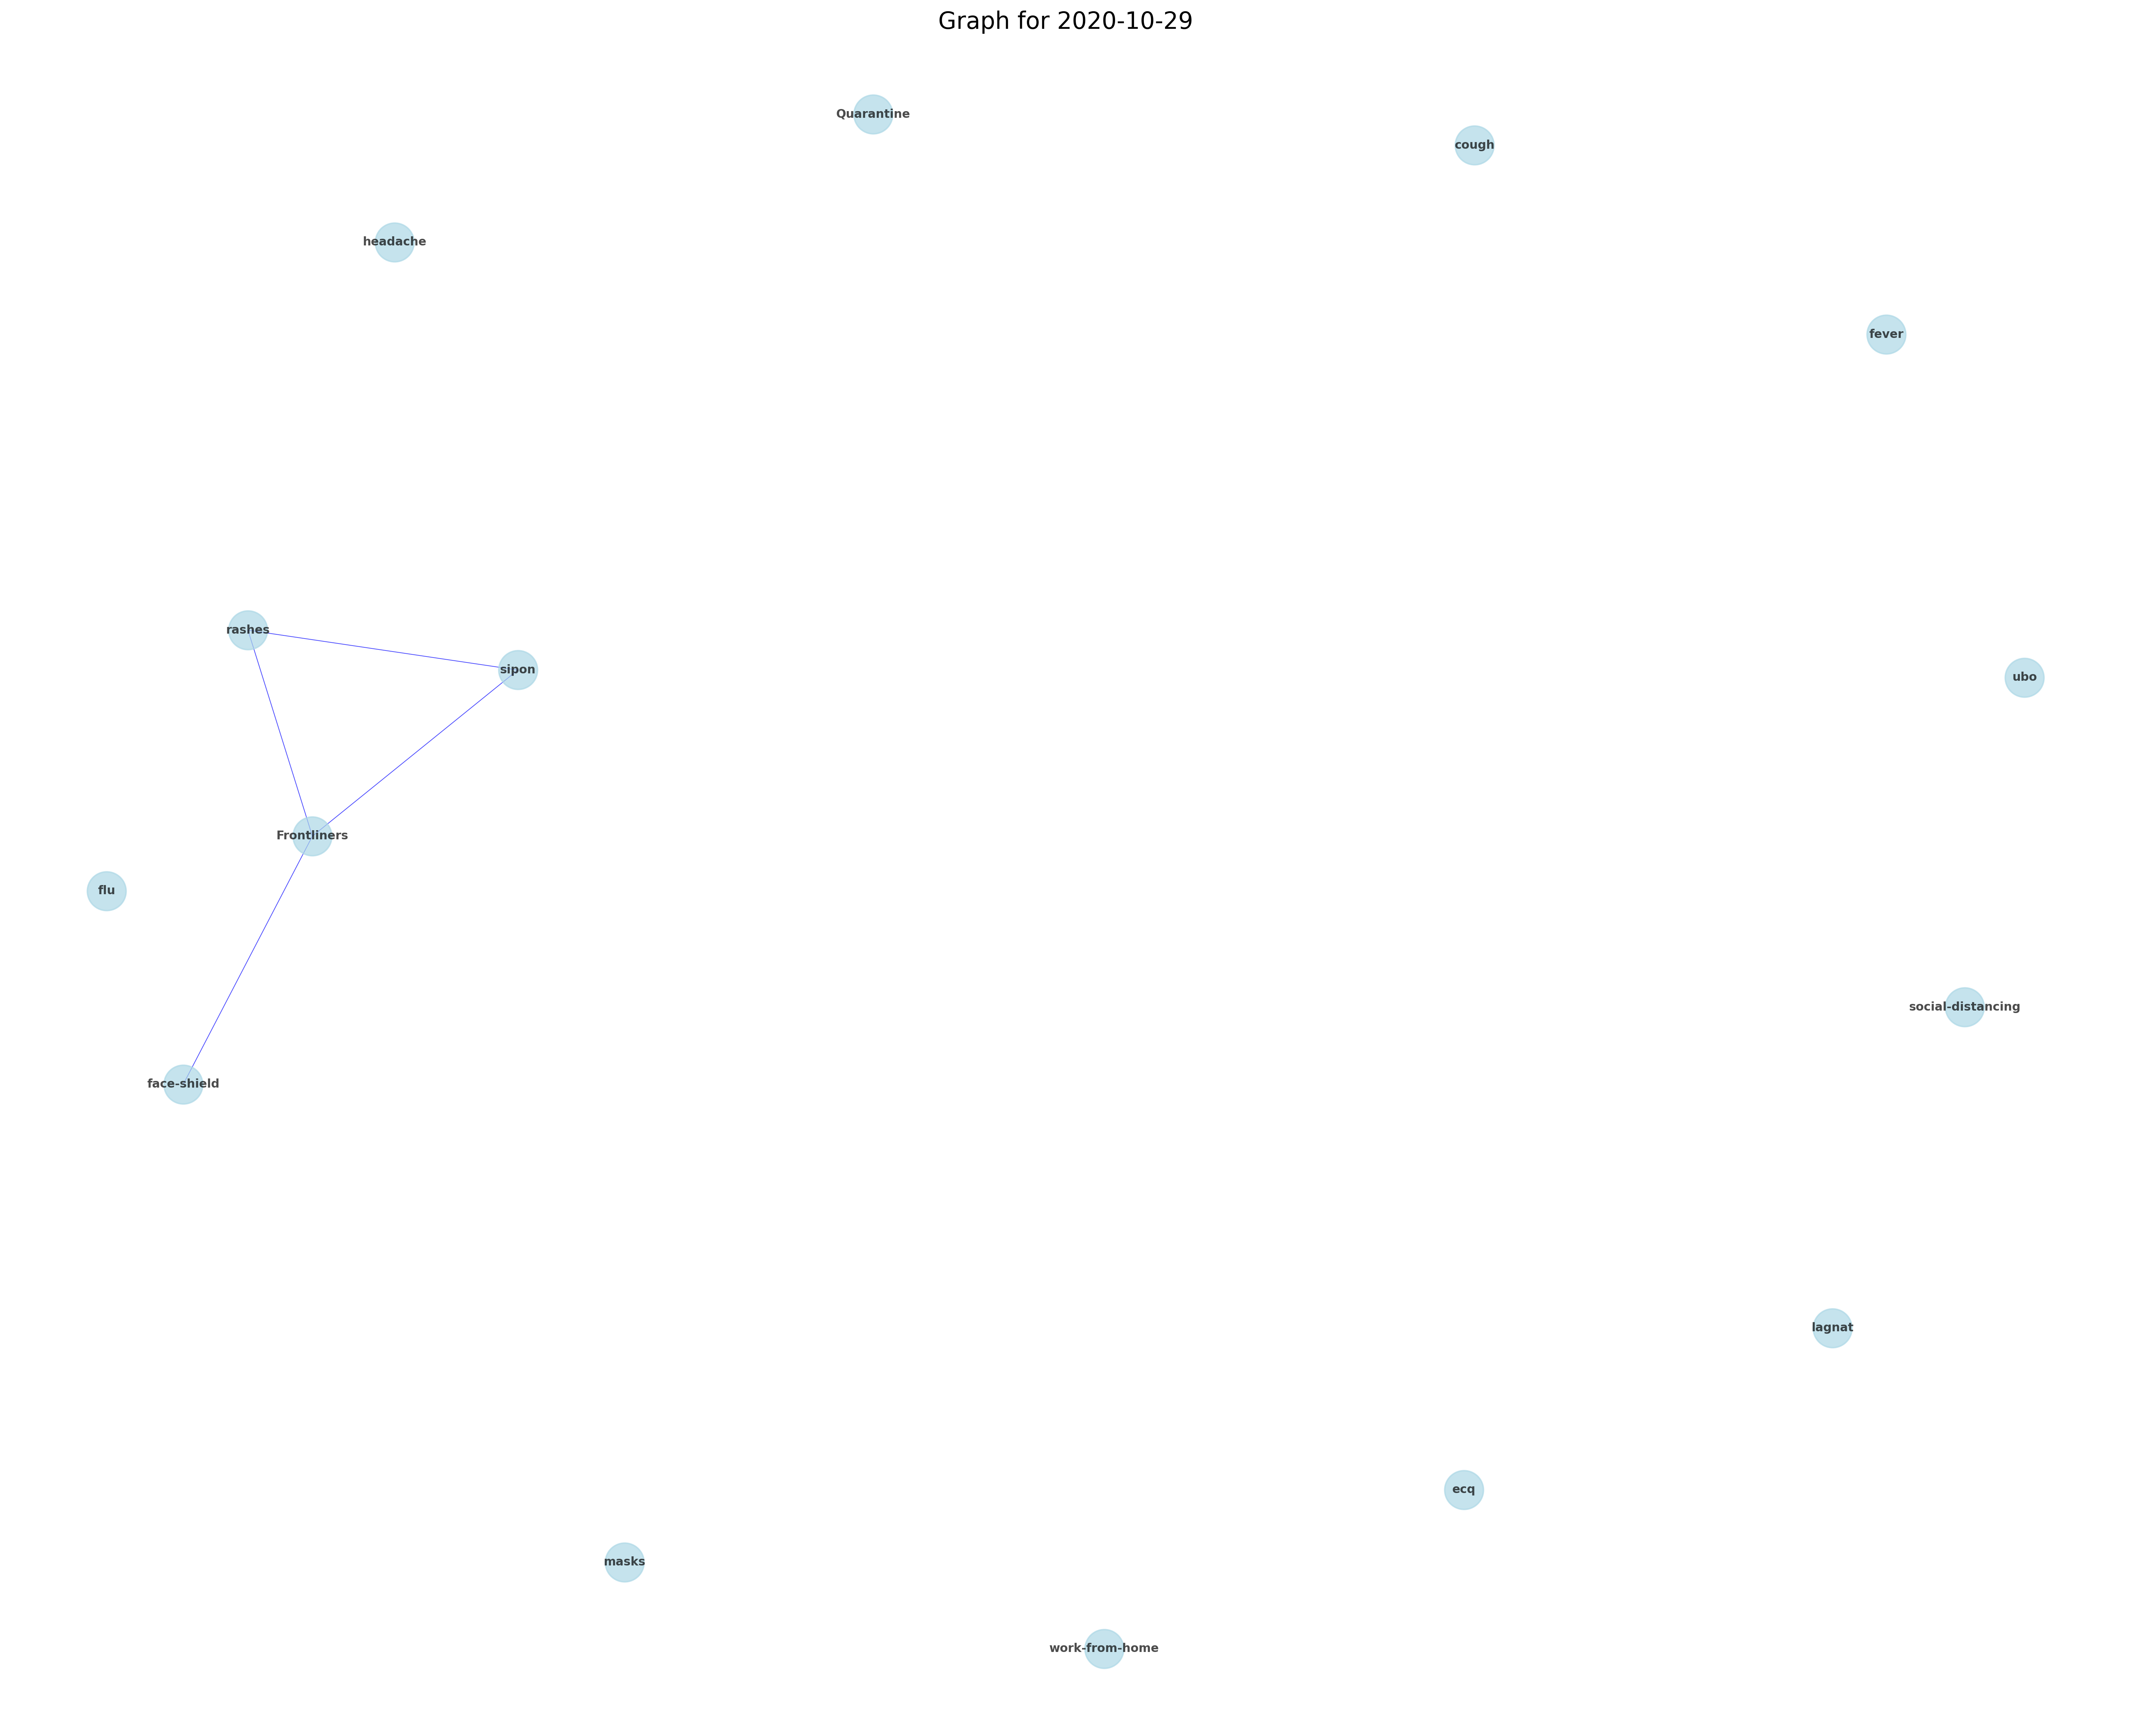 Graph for 2020-10-29
Quarantine
cough
headache
fever
rashes
sipon
ubo
Frontliners
flu
social-distancing
face-shield
lagnat
ecq
masks
work-from-home